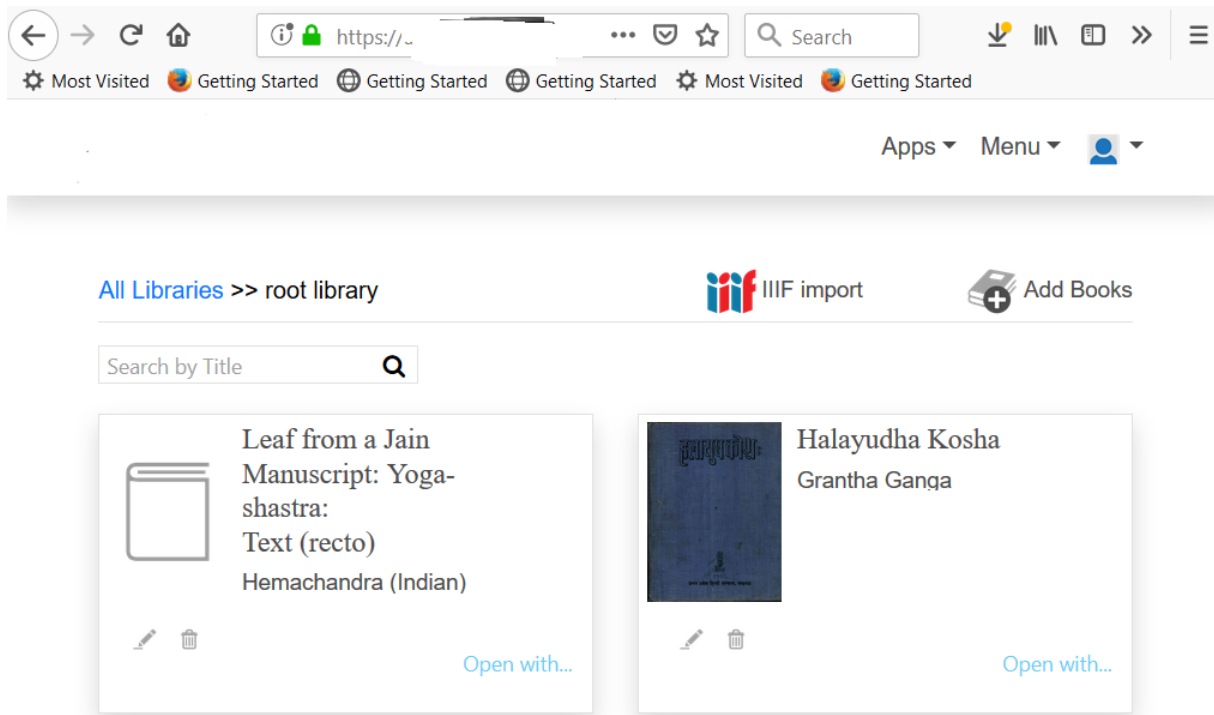 https://
Search
Most Visited Getting Started Getting Started Getting Started Most Visited Getting Started
Apps Menu
All Libraries >> root library
iiif IIIF import
Add Books
Search by Title
Leaf from a Jain
Manuscript: Yoga-
shastra:
Text (recto)
Hemachandra (Indian)
Open with...
हलायुधकोशः
Halayudha Kosha
Grantha Ganga
Open with...